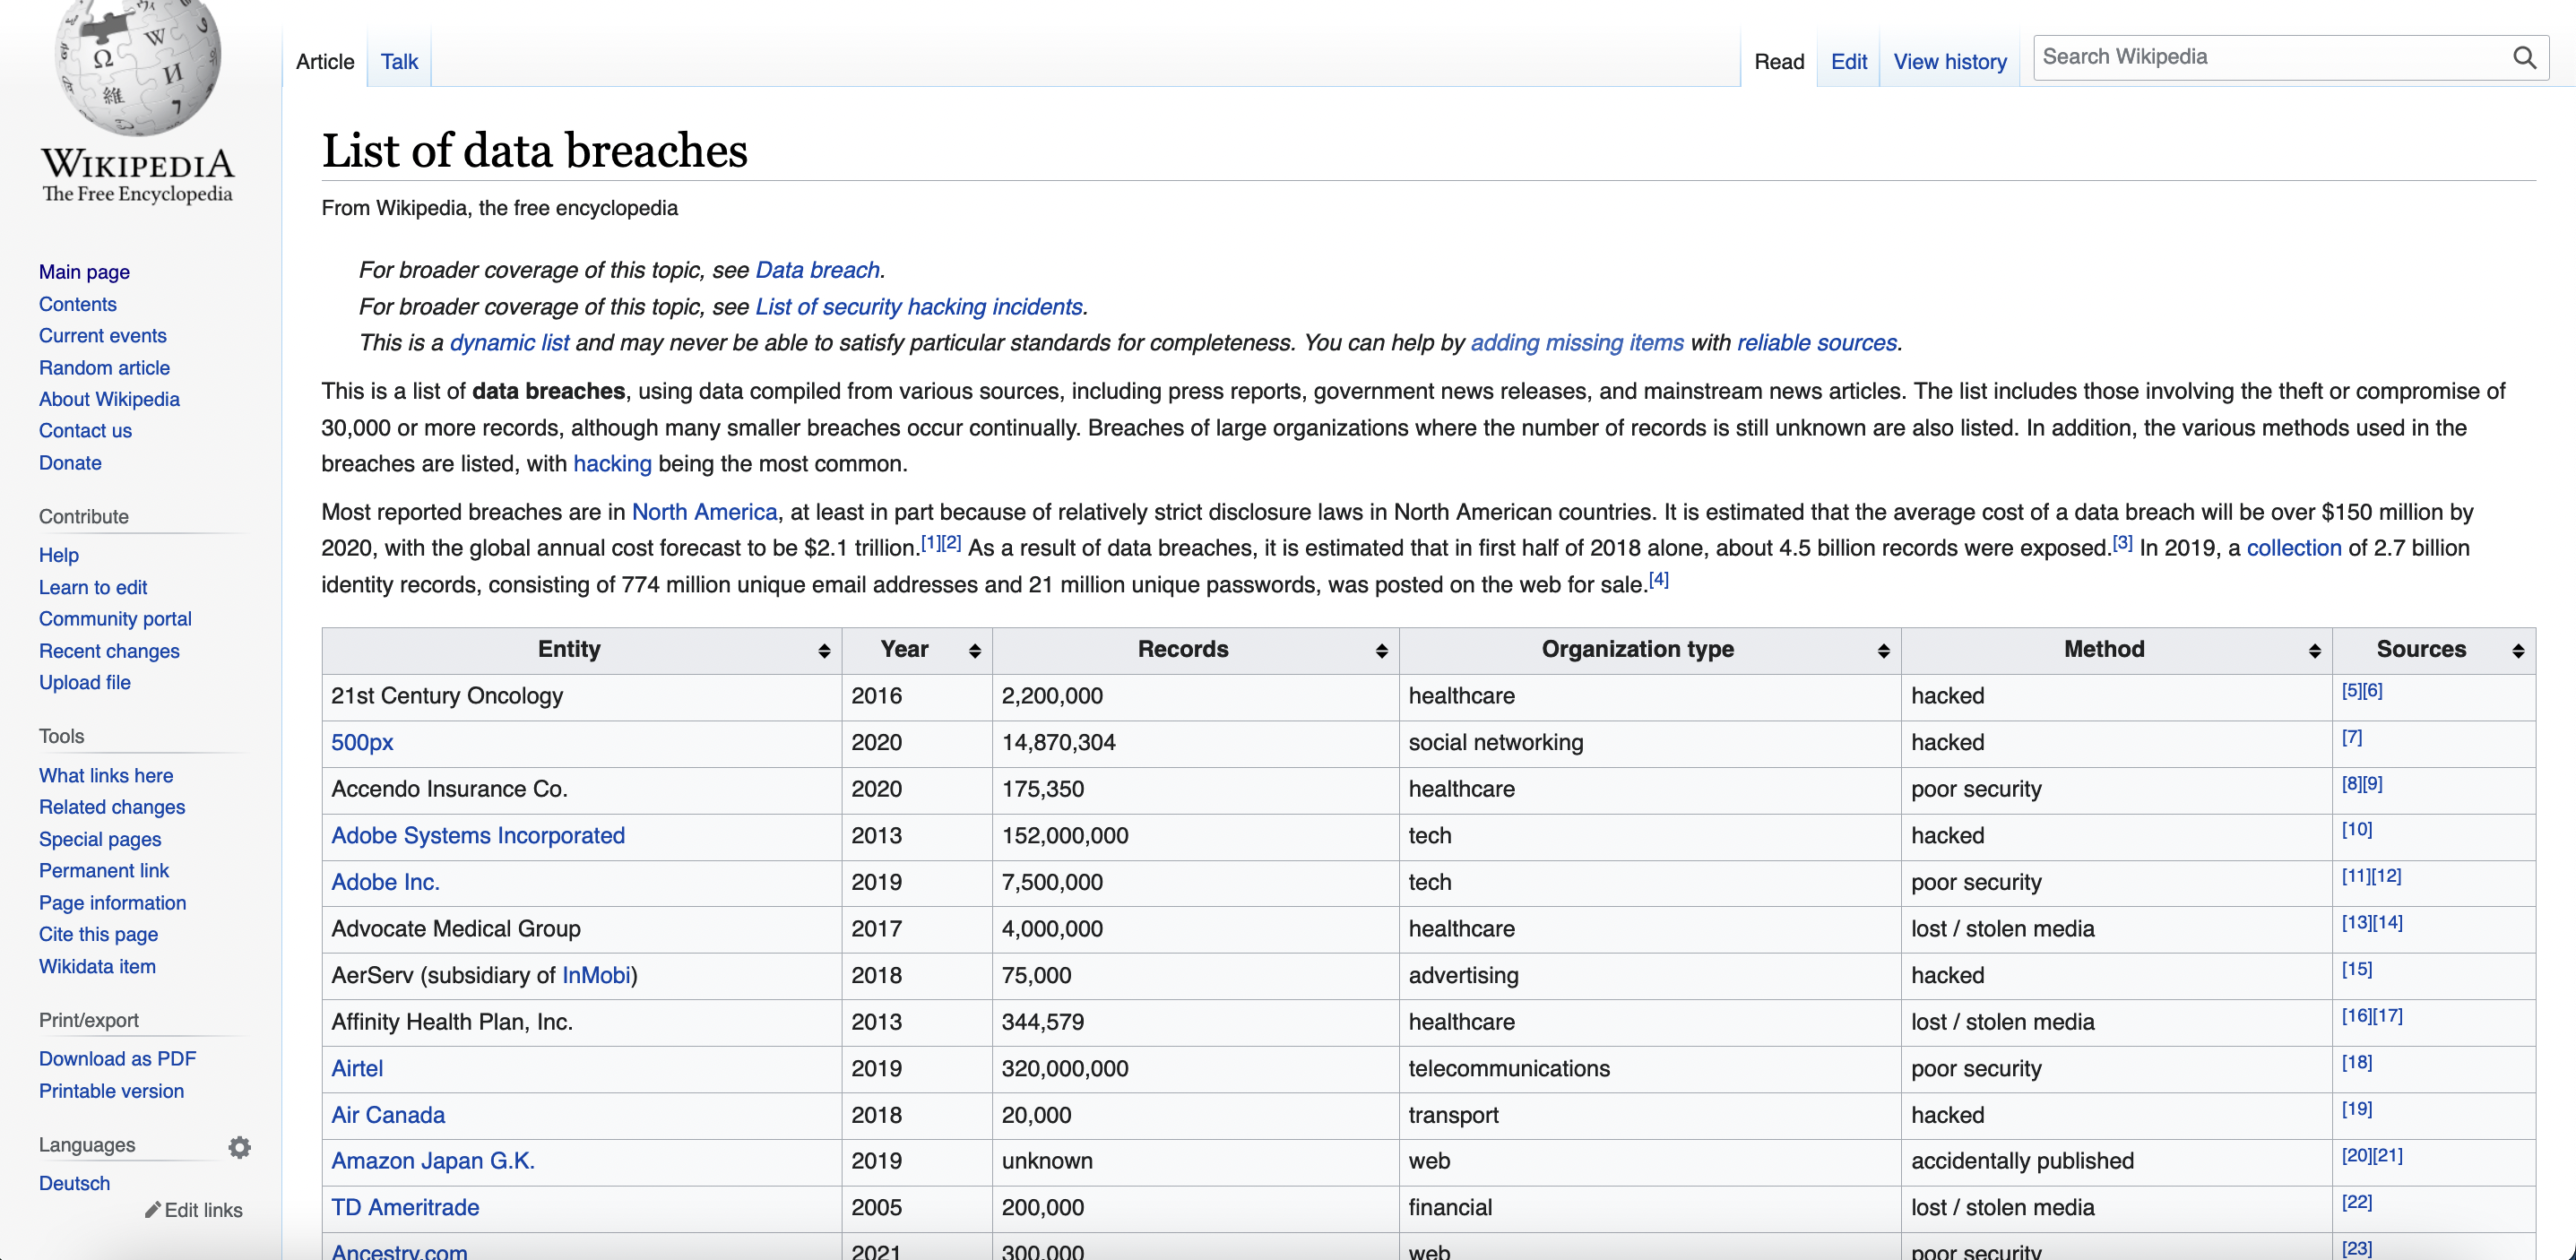 WIKIPEDIA
The Free Encyclopedia
Main page
Contents
Current events
Random article
About Wikipedia
Contact us
Donate
Contribute
Help
Learn to edit
Community portal
Recent changes
Upload file
Tools
What links here
Related changes
Special pages
Permanent link
Page information
Cite this page
Wikidata item
Print/export
Download as PDF
Printable version
Languages
Deutsch
Edit links
Article Talk Read Edit View history Search Wikipedia
List of data breaches
From Wikipedia, the free encyclopedia
For broader coverage of this topic, see Data breach.
For broader coverage of this topic, see List of security hacking incidents.
This is a dynamic list and may never be able to satisfy particular standards for completeness. You can help by adding missing items with reliable sources.
This is a list of data breaches, using data compiled from various sources, including press reports, government news releases, and mainstream news articles. The list includes those involving the theft or compromise of
30,000 or more records, although many smaller breaches occur continually. Breaches of large organizations where the number of records is still unknown are also listed. In addition, the various methods used in the
breaches are listed, with hacking being the most common.
Most reported breaches are in North America, at least in part because of relatively strict disclosure laws in North American countries. It is estimated that the average cost of a data breach will be over $150 million by
2020, with the global annual cost forecast to be $2.1 trillion.[1][2] As a result of data breaches, it is estimated that in first half of 2018 alone, about 4.5 billion records were exposed.[3] In 2019, a collection of 2.7 billion
identity records, consisting of 774 million unique email addresses and 21 million unique passwords, was posted on the web for sale.[4]
Entity Year Records Organization type Method Sources
21st Century Oncology 2016 2,200,000 healthcare hacked [5][6]
500px 2020 14,870,304 social networking hacked [7]
Accendo Insurance Co. 2020 175,350 healthcare poor security [8][9]
Adobe Systems Incorporated 2013 152,000,000 tech hacked [10]
Adobe Inc. 2019 7,500,000 tech poor security [11][12]
Advocate Medical Group 2017 4,000,000 healthcare lost / stolen media [13][14]
AerServ (subsidiary of InMobi) 2018 75,000 advertising hacked [15]
Affinity Health Plan, Inc. 2013 344,579 healthcare lost / stolen media [16][17]
Airtel 2019 320,000,000 telecommunications poor security [18]
Air Canada 2018 20,000 transport hacked [19]
Amazon Japan G.K. 2019 unknown web accidentally published [20][21]
TD Ameritrade 2005 200,000 financial lost / stolen media [22]
Ancestry.com 2021 300,000 web poor security [23]